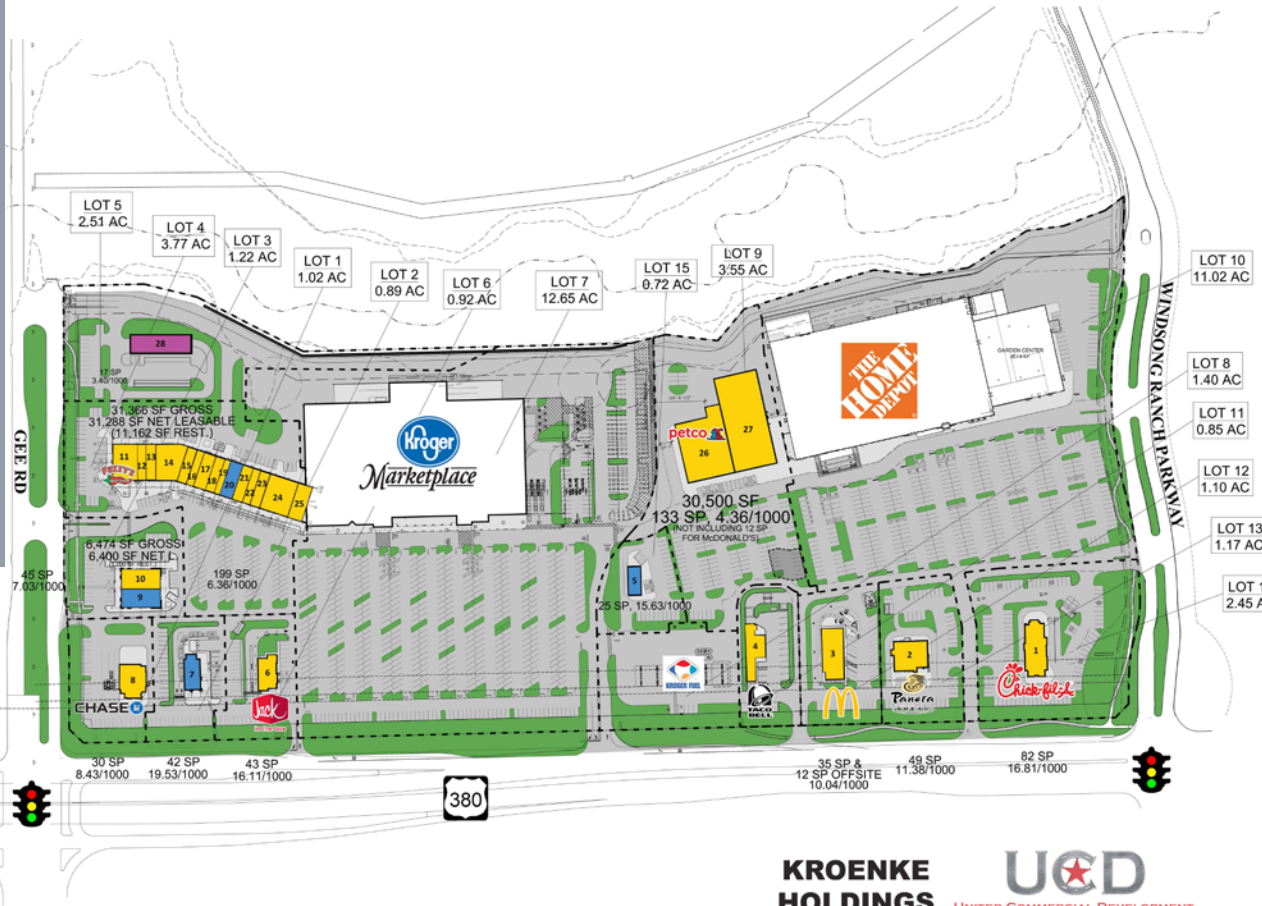 LOT 5
2.51 AC
LOT 4
3.77 AC
LOT 3
1.22 AC
LOT 1
1.02 AC
LOT 2
0.89 AC
LOT 6
0.92 AC
LOT 7
12.65 AC
LOT 15
0.72 AC
LOT 9
3.55 AC
LOT 10
11.02 AC
LOT 8
1.40 AC
LOT 11
0.85 AC
LOT 12
1.10 AC
LOT 13
1.17 AC
LOT 1
2.45 A
WINDSONG RANCH PARKWAY
GEE RD
28
17 SP
3.40/1000
31,366 SF GROSS
31,288 SF NET LEASABLE
(11,162 SF REST.)
11
12
13
14
15
16
17
18
19
20
21
22
23
24
25
Kroger
Marketplace
petco
26
27
THE
HOME
DEPOT
GARDEN CENTER
30,500 SF
133 SP, 4.36/1000
(NOT INCLUDING 12 SP
FOR McDONALD'S)
6,474 SF GROSS
6,400 SF NET L
10
9
45 SP
7.03/1000
199 SP
6.36/1000
5
25 SP, 15.63/1000
8
CHASE
7
6
Jack
in the box
KROGER FUEL
4
TACO
BELL
3
2
Panera
1
Chick-fil-A
30 SP
8.43/1000
42 SP
19.53/1000
43 SP
16.11/1000
35 SP &
12 SP OFFSITE
10.04/1000
49 SP
11.38/1000
82 SP
16.81/1000
380
KROENKE
HOLDINGS
UCD
UNITED COMMERCIAL DEVELOPMENT